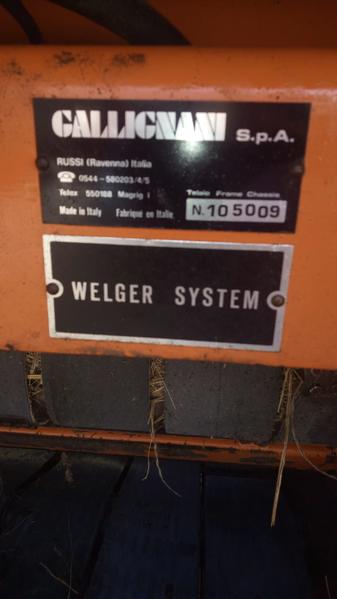 GALLIGNANI S.p.A.
RUSSI (Ravenna) Italia
☎ 0544-580203/4/5
Telex 550188 Magrig I Telaio Frame Chassis
Made in Italy Fabriqué en Italie N. 105009
WELGER SYSTEM